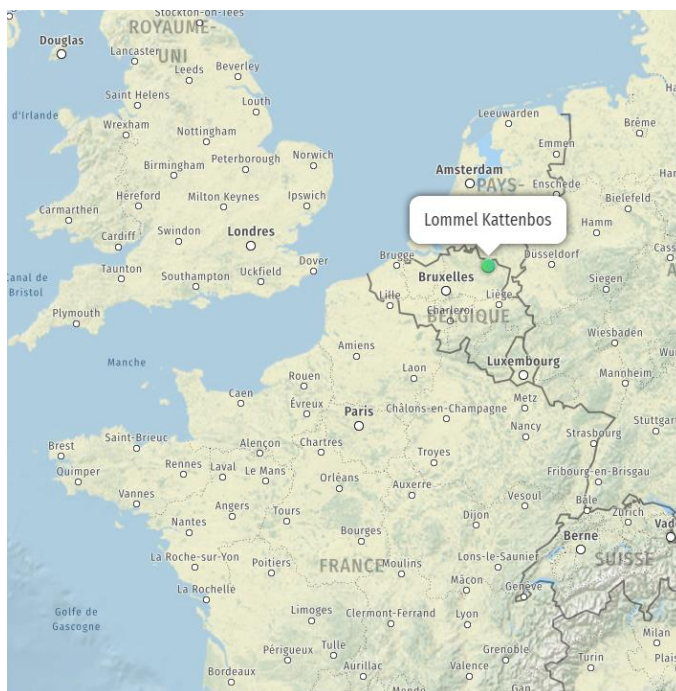 Stockton-on-Tees
ROYAUME-
UNI
Douglas
Lancaster
Leeds
Beverley
Saint Helens
Louth
d'Irlande
Wrexham
Nottingham
Leeuwarden
Brême
Emmen
Birmingham
Peterborough
Norwich
Amsterdam
PAYS-
Enschede
Bielefeld
Hereford
Milton Keynes
Ipswich
Carmarthen
Cardiff
Swindon
Londres
Lommel Kattenbos
Hamm
Taunton
Southampton
Uckfield
Dover
Brugge
Düsseldorf
Canal de
Bristol
Plymouth
Bruxelles
Lille
Liège
Siegen
Charleroi
BELGIQUE
Wiesbaden
Manche
Amiens
Laon
Luxembourg
Mannheim
Rouen
Caen
Évreux
Metz
Paris
Châlons-en-Champagne
Nancy
Stuttgart
Strasbourg
Brest
Saint-Brieuc
Alençon
Chartres
Troyes
Quimper
Rennes
Laval
Le Mans
Orléans
Auxerre
Fribourg-en-Brisgau
Vannes
Angers
Tours
Vesoul
Bâle
Zurich
Nantes
Bourges
Dijon
Berne
La Roche-sur-Yon
Poitiers
FRANCE
Moulins
Lons-le-Saunier
SUISSE
La Rochelle
Mâcon
Genève
Golfe de
Gascogne
Limoges
Clermont-Ferrand
Lyon
Milan
Périgueux
Tulle
Grenoble
Turin
Bordeaux
Aurillac
Valence